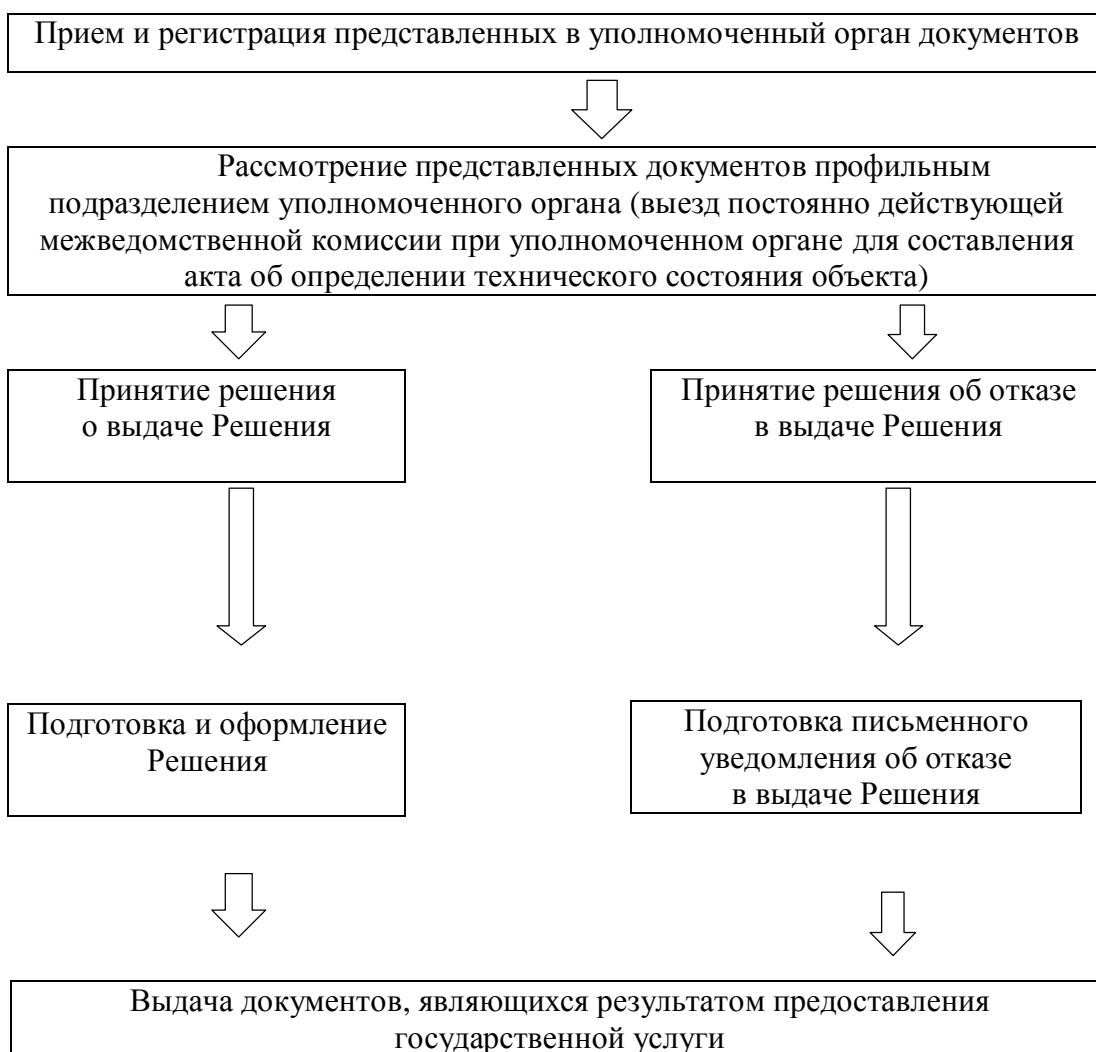 Прием и регистрация представленных в уполномоченный орган документов
Рассмотрение представленных документов профильным
подразделением уполномоченного органа (выезд постоянно действующей
межведомственной комиссии при уполномоченном органе для составления
акта об определении технического состояния объекта)
Принятие решения
о выдаче Решения
Принятие решения об отказе
в выдаче Решения
Подготовка и оформление
Решения
Подготовка письменного
уведомления об отказе
в выдаче Решения
Выдача документов, являющихся результатом предоставления
государственной услуги